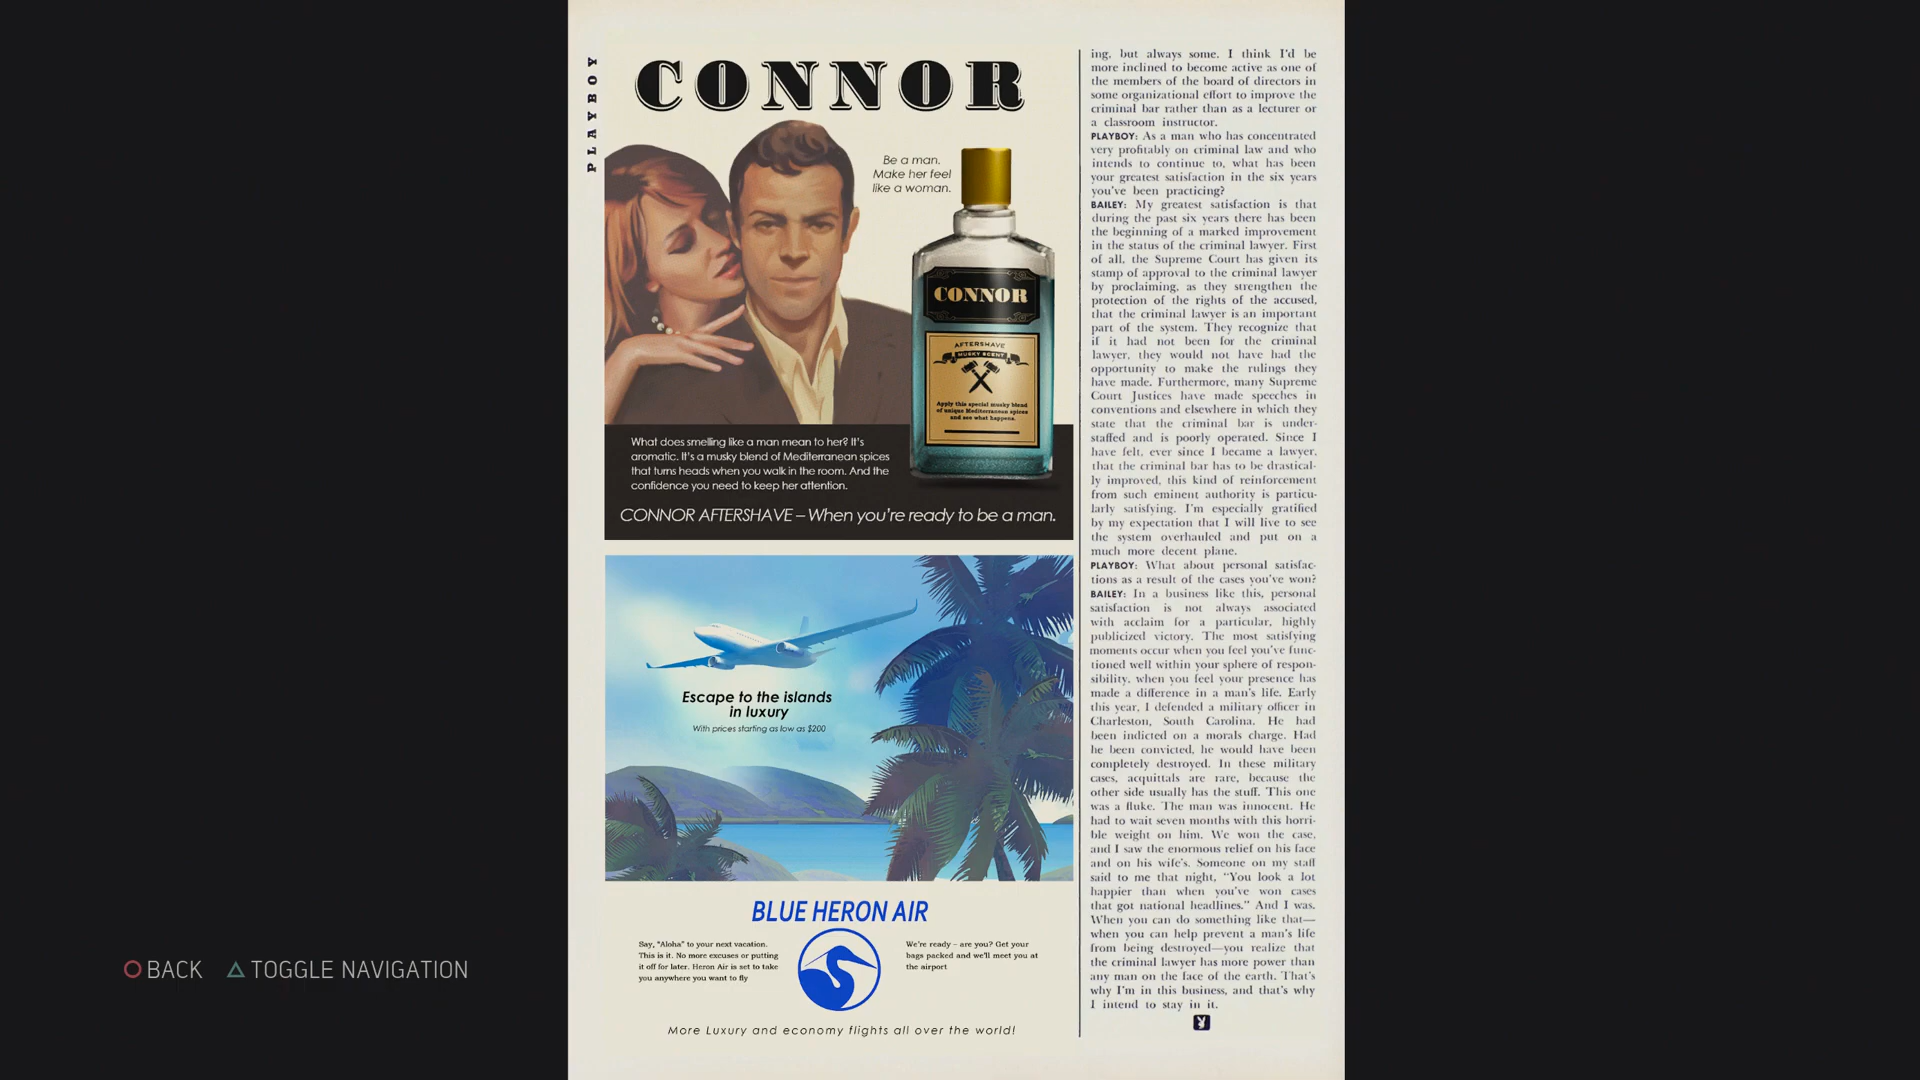 PLAYBOY
CONNOR
Be a man.
Make her feel
like a woman.
CONNOR
AFTERSHAVE
MUSKY SCENT
Apply this special musky blend
of unique Mediterranean spices
and see what happens.
What does smelling like a man mean to her? It's
aromatic. It's a musky blend of Mediterranean spices
that turns heads when you walk in the room. And the
confidence you need to keep her attention.
CONNOR AFTERSHAVE – When you're ready to be a man.
Escape to the islands
in luxury
With prices starting as low as $200
BLUE HERON AIR
Say, "Aloha" to your next vacation.
This is it. No more excuses or putting
it off for later. Heron Air is set to take
you anywhere you want to fly
We're ready – are you? Get your
bags packed and we'll meet you at
the airport
More Luxury and economy flights all over the world!
ing, but always some. I think I'd be
more inclined to become active as one of
the members of the board of directors in
some organizational effort to improve the
criminal bar rather than as a lecturer or
a classroom instructor.
PLAYBOY: As a man who has concentrated
very profitably on criminal law and who
intends to continue to, what has been
your greatest satisfaction in the six years
you've been practicing?
BAILEY: My greatest satisfaction is that
during the past six years there has been
the beginning of a marked improvement
in the status of the criminal lawyer. First
of all, the Supreme Court has given its
stamp of approval to the criminal lawyer
by proclaiming, as they strengthen the
protection of the rights of the accused,
that the criminal lawyer is an important
part of the system. They recognize that
if it had not been for the criminal
lawyer, they would not have had the
opportunity to make the rulings they
have made. Furthermore, many Supreme
Court Justices have made speeches in
conventions and elsewhere in which they
state that the criminal bar is under-
staffed and is poorly operated. Since I
have felt, ever since I became a lawyer,
that the criminal bar has to be drastical-
ly improved, this kind of reinforcement
from such eminent authority is particu-
larly satisfying. I'm especially gratified
by my expectation that I will live to see
the system overhauled and put on a
much more decent plane.
PLAYBOY: What about personal satisfac-
tions as a result of the cases you've won?
BAILEY: In a business like this, personal
satisfaction is not always associated
with acclaim for a particular, highly
publicized victory. The most satisfying
moments occur when you feel you've func-
tioned well within your sphere of respon-
sibility, when you feel your presence has
made a difference in a man's life. Early
this year, I defended a military officer in
Charleston, South Carolina. He had
been indicted on a morals charge. Had
he been convicted, he would have been
completely destroyed. In these military
cases, acquittals are rare, because the
other side usually has the stuff. This one
was a fluke. The man was innocent. He
had to wait seven months with this horri-
ble weight on him. We won the case,
and I saw the enormous relief on his face
and on his wife's. Someone on my staff
said to me that night, "You look a lot
happier than when you've won cases
that got national headlines." And I was.
When you can do something like that—
when you can help prevent a man's life
from being destroyed—you realize that
the criminal lawyer has more power than
any man on the face of the earth. That's
why I'm in this business, and that's why
I intend to stay in it.
BACK
TOGGLE NAVIGATION